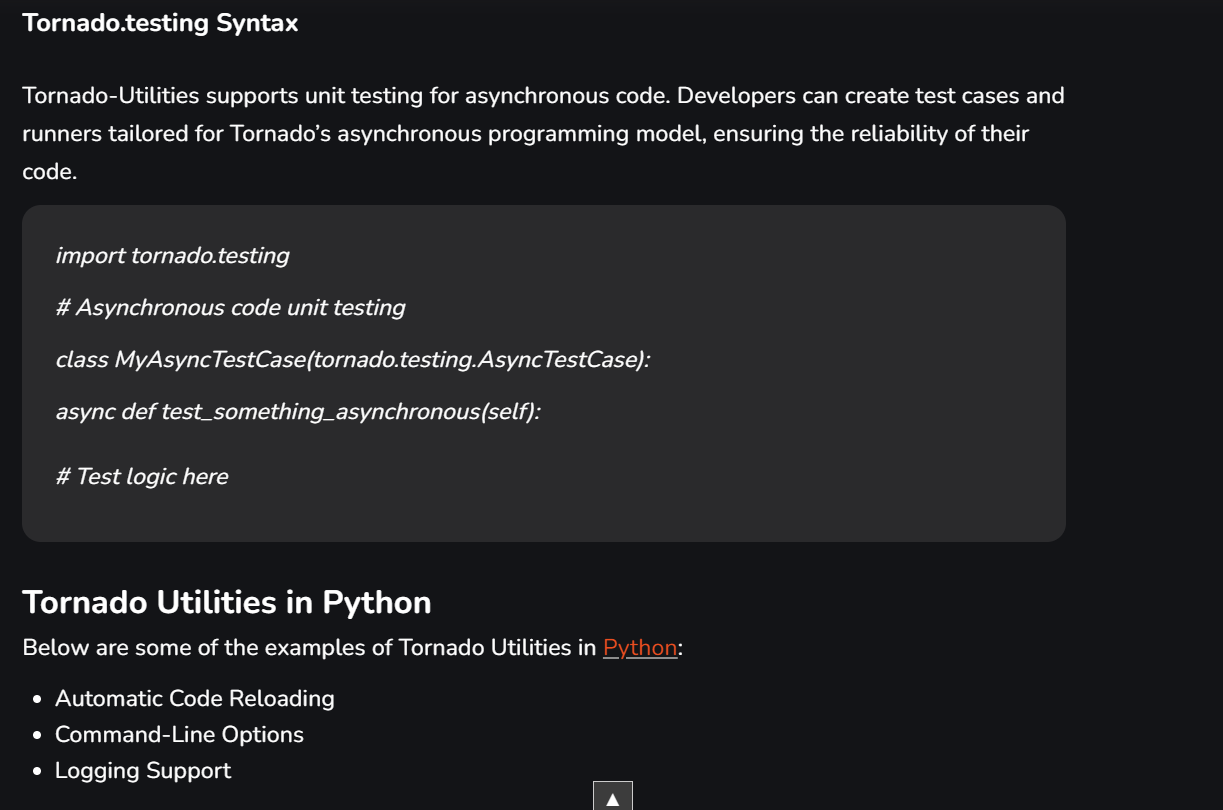 Tornado.testing Syntax
Tornado-Utilities supports unit testing for asynchronous code. Developers can create test cases and
runners tailored for Tornado’s asynchronous programming model, ensuring the reliability of their
code.
import tornado.testing
# Asynchronous code unit testing
class MyAsyncTestCase(tornado.testing.AsyncTestCase):
async def test_something_asynchronous(self):
# Test logic here
Tornado Utilities in Python
Below are some of the examples of Tornado Utilities in Python:
• Automatic Code Reloading
• Command-Line Options
• Logging Support